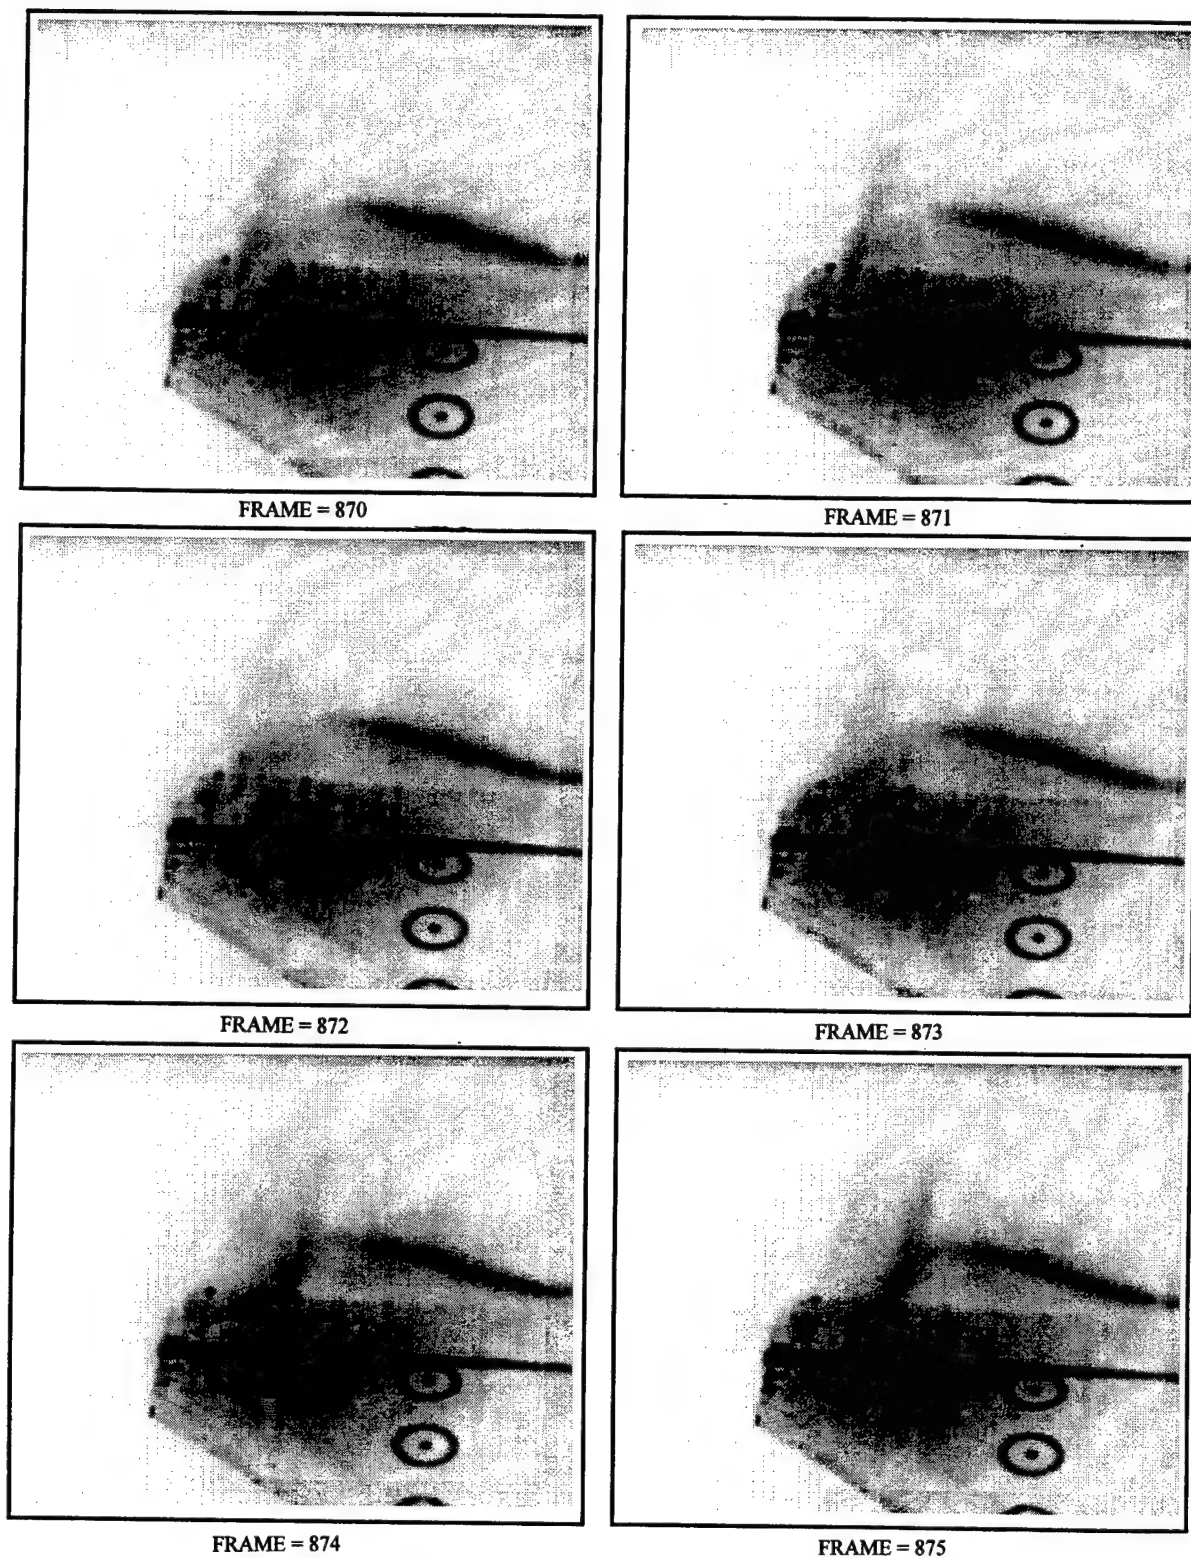 FRAME = 870
FRAME = 871
FRAME = 872
FRAME = 873
FRAME = 874
FRAME = 875